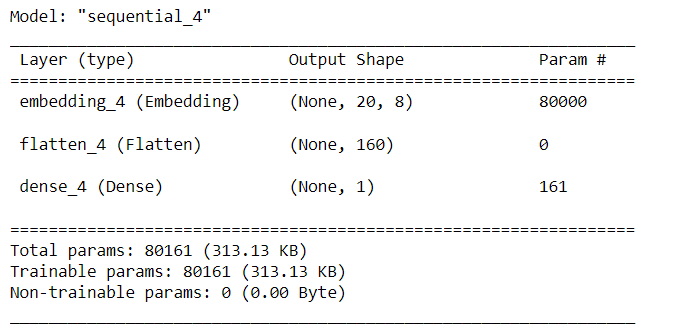 Model: "sequential_4"
_________________________________________________________________
Layer (type)                Output Shape              Param #
=================================================================
embedding_4 (Embedding)     (None, 20, 8)             80000
flatten_4 (Flatten)         (None, 160)               0
dense_4 (Dense)             (None, 1)                 161
=================================================================
Total params: 80161 (313.13 KB)
Trainable params: 80161 (313.13 KB)
Non-trainable params: 0 (0.00 Byte)
_________________________________________________________________